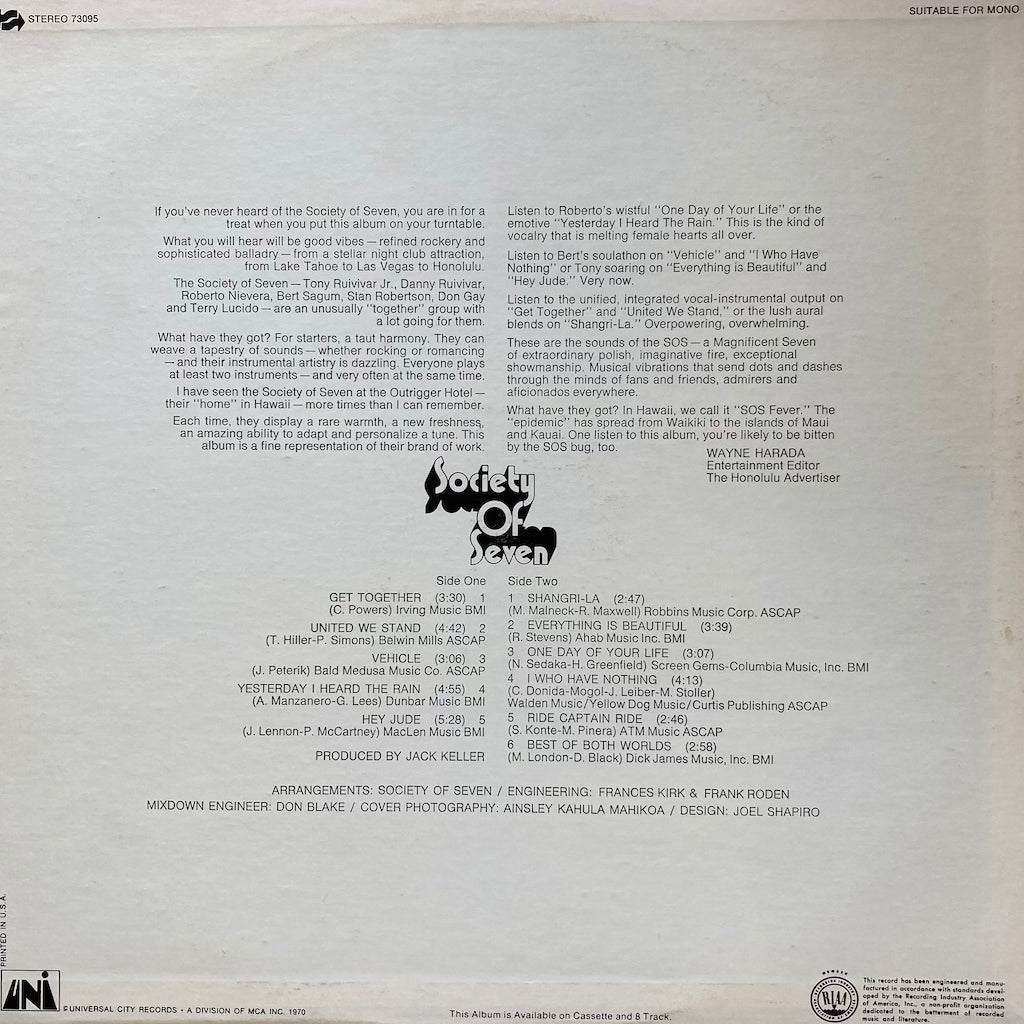 STEREO 73095
SUITABLE FOR MONO
If you've never heard of the Society of Seven, you are in for a
treat when you put this album on your turntable.
What you will hear will be good vibes — refined rockery and
sophisticated balladry — from a stellar night club attraction,
from Lake Tahoe to Las Vegas to Honolulu.
The Society of Seven — Tony Ruivivar Jr., Danny Ruivivar,
Roberto Nievera, Bert Sagum, Stan Robertson, Don Gay
and Terry Lucido — are an unusually "together" group with
a lot going for them.
What have they got? For starters, a taut harmony. They can
weave a tapestry of sounds — whether rocking or romancing
— and their instrumental artistry is dazzling. Everyone plays
at least two instruments — and very often at the same time.
I have seen the Society of Seven at the Outrigger Hotel —
their "home" in Hawaii — more times than I can remember.
Each time, they display a rare warmth, a new freshness,
an amazing ability to adapt and personalize a tune. This
album is a fine representation of their brand of work.
Listen to Roberto's wistful "One Day of Your Life" or the
emotive "Yesterday I Heard The Rain." This is the kind of
vocalry that is melting female hearts all over.
Listen to Bert's soulathon on "Vehicle" and "I Who Have
Nothing" or Tony soaring on "Everything is Beautiful" and
"Hey Jude." Very now.
Listen to the unified, integrated vocal-instrumental output on
"Get Together" and "United We Stand," or the lush aural
blends on "Shangri-La." Overpowering, overwhelming.
These are the sounds of the SOS — a Magnificent Seven
of extraordinary polish, imaginative fire, exceptional
showmanship. Musical vibrations that send dots and dashes
through the minds of fans and friends, admirers and
aficionados everywhere.
What have they got? In Hawaii, we call it "SOS Fever." The
"epidemic" has spread from Waikiki to the islands of Maui
and Kauai. One listen to this album, you're likely to be bitten
by the SOS bug, too.
WAYNE HARADA
Entertainment Editor
The Honolulu Advertiser
Society
Of
Seven
Side One
GET TOGETHER (3:30) 1
(C. Powers) Irving Music BMI
UNITED WE STAND (4:42) 2
(T. Hiller-P. Simons) Belwin Mills ASCAP
VEHICLE (3:06) 3
(J. Peterik) Bald Medusa Music Co. ASCAP
YESTERDAY I HEARD THE RAIN (4:55) 4
(A. Manzanero-G. Lees) Dunbar Music BMI
HEY JUDE (5:28) 5
(J. Lennon-P. McCartney) MacLen Music BMI
PRODUCED BY JACK KELLER
Side Two
1 SHANGRI-LA (2:47)
(M. Malneck-R. Maxwell) Robbins Music Corp. ASCAP
2 EVERYTHING IS BEAUTIFUL (3:39)
(R. Stevens) Ahab Music Inc. BMI
3 ONE DAY OF YOUR LIFE (3:07)
(N. Sedaka-H. Greenfield) Screen Gems-Columbia Music, Inc. BMI
4 I WHO HAVE NOTHING (4:13)
(C. Donida-Mogol-J. Leiber-M. Stoller)
Walden Music/Yellow Dog Music/Curtis Publishing ASCAP
5 RIDE CAPTAIN RIDE (2:46)
(S. Konte-M. Pinera) ATM Music ASCAP
6 BEST OF BOTH WORLDS (2:58)
(M. London-D. Black) Dick James Music, Inc. BMI
ARRANGEMENTS: SOCIETY OF SEVEN / ENGINEERING: FRANCES KIRK & FRANK RODEN
MIXDOWN ENGINEER: DON BLAKE / COVER PHOTOGRAPHY: AINSLEY KAHULA MAHIKOA / DESIGN: JOEL SHAPIRO
PRINTED IN U.S.A.
UNI
©UNIVERSAL CITY RECORDS • A DIVISION OF MCA INC. 1970
This Album is Available on Cassette and 8 Track.
MEMBER
RIAA
This record has been engineered and manu-
factured in accordance with standards devel-
oped by the Recording Industry Association
of America, Inc., a non-profit organization
dedicated to the betterment of recorded
music and literature.